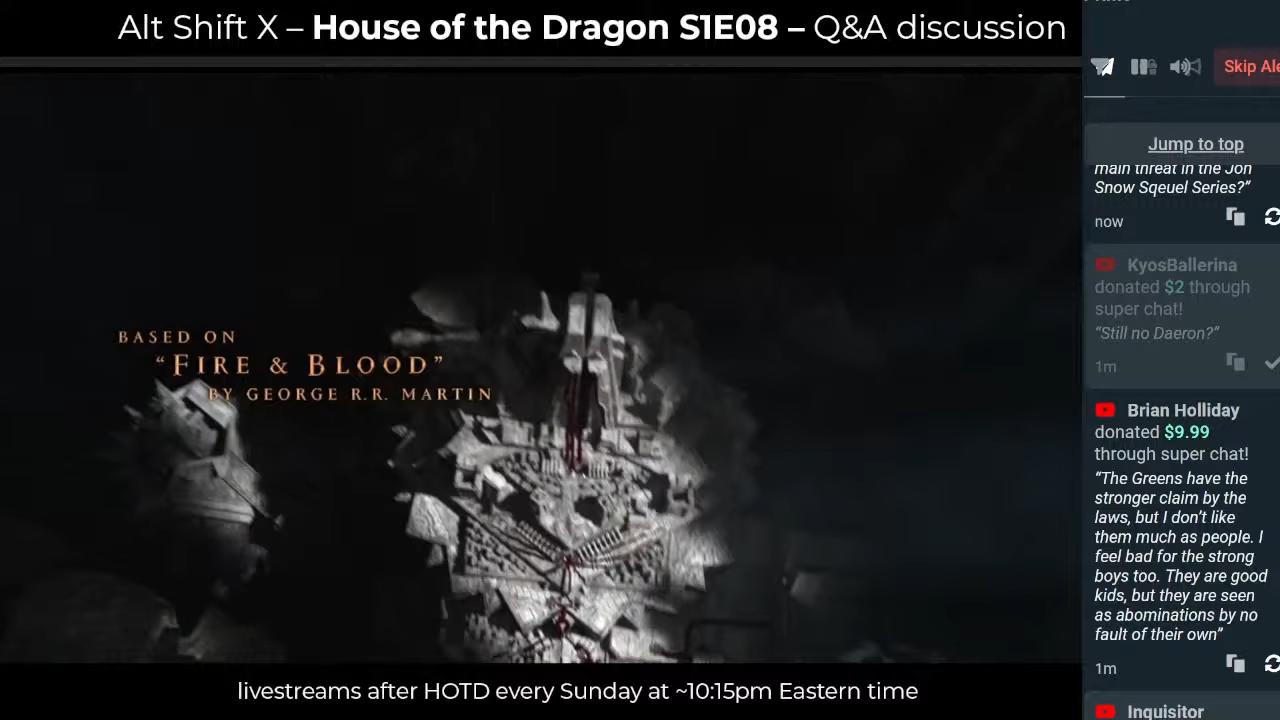 Alt Shift X – House of the Dragon S1E08 – Q&A discussion
BASED ON
“FIRE & BLOOD”
BY GEORGE R.R. MARTIN
livestreams after HOTD every Sunday at ~10:15pm Eastern time
Skip Ale
Jump to top
main threat in the Jon
Snow Sqeuel Series?”
now
KyosBallerina
donated $2 through
super chat!
“Still no Daeron?”
1m
Brian Holliday
donated $9.99
through super chat!
“The Greens have the
stronger claim by the
laws, but I don’t like
them much as people. I
feel bad for the strong
boys too. They are good
kids, but they are seen
as abominations by no
fault of their own”
1m
Inquisitor